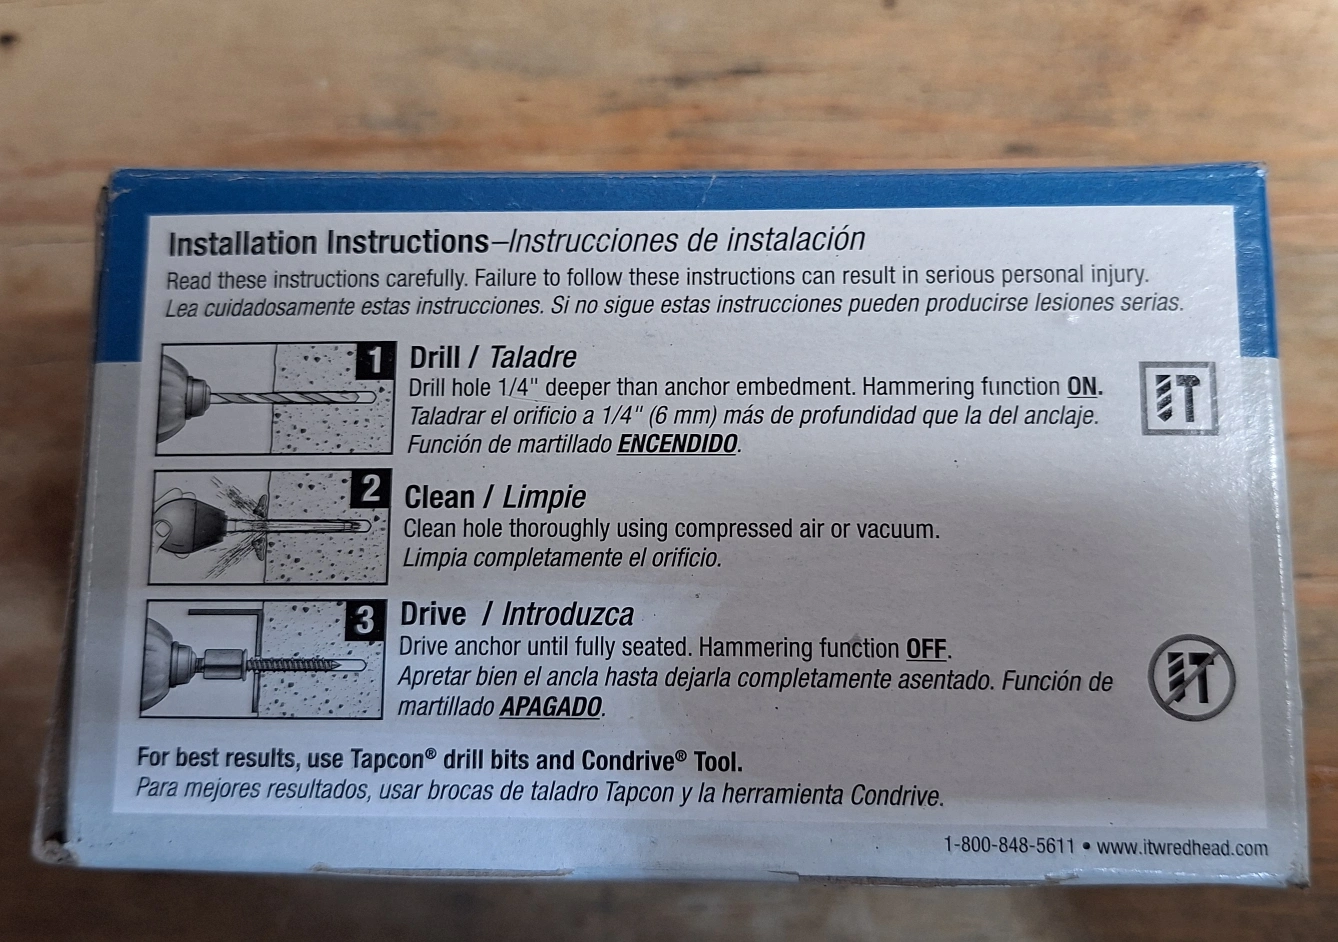 Installation Instructions–Instrucciones de instalación
Read these instructions carefully. Failure to follow these instructions can result in serious personal injury.
Lea cuidadosamente estas instrucciones. Si no sigue estas instrucciones pueden producirse lesiones serias.
1 Drill / Taladre
Drill hole 1/4" deeper than anchor embedment. Hammering function ON.
Taladrar el orificio a 1/4" (6 mm) más de profundidad que la del anclaje.
Función de martillado ENCENDIDO.
2 Clean / Limpie
Clean hole thoroughly using compressed air or vacuum.
Limpia completamente el orificio.
3 Drive / Introduzca
Drive anchor until fully seated. Hammering function OFF.
Apretar bien el ancla hasta dejarla completamente asentado. Función de
martillado APAGADO.
For best results, use Tapcon® drill bits and Condrive® Tool.
Para mejores resultados, usar brocas de taladro Tapcon y la herramienta Condrive.
1-800-848-5611 • www.itwredhead.com